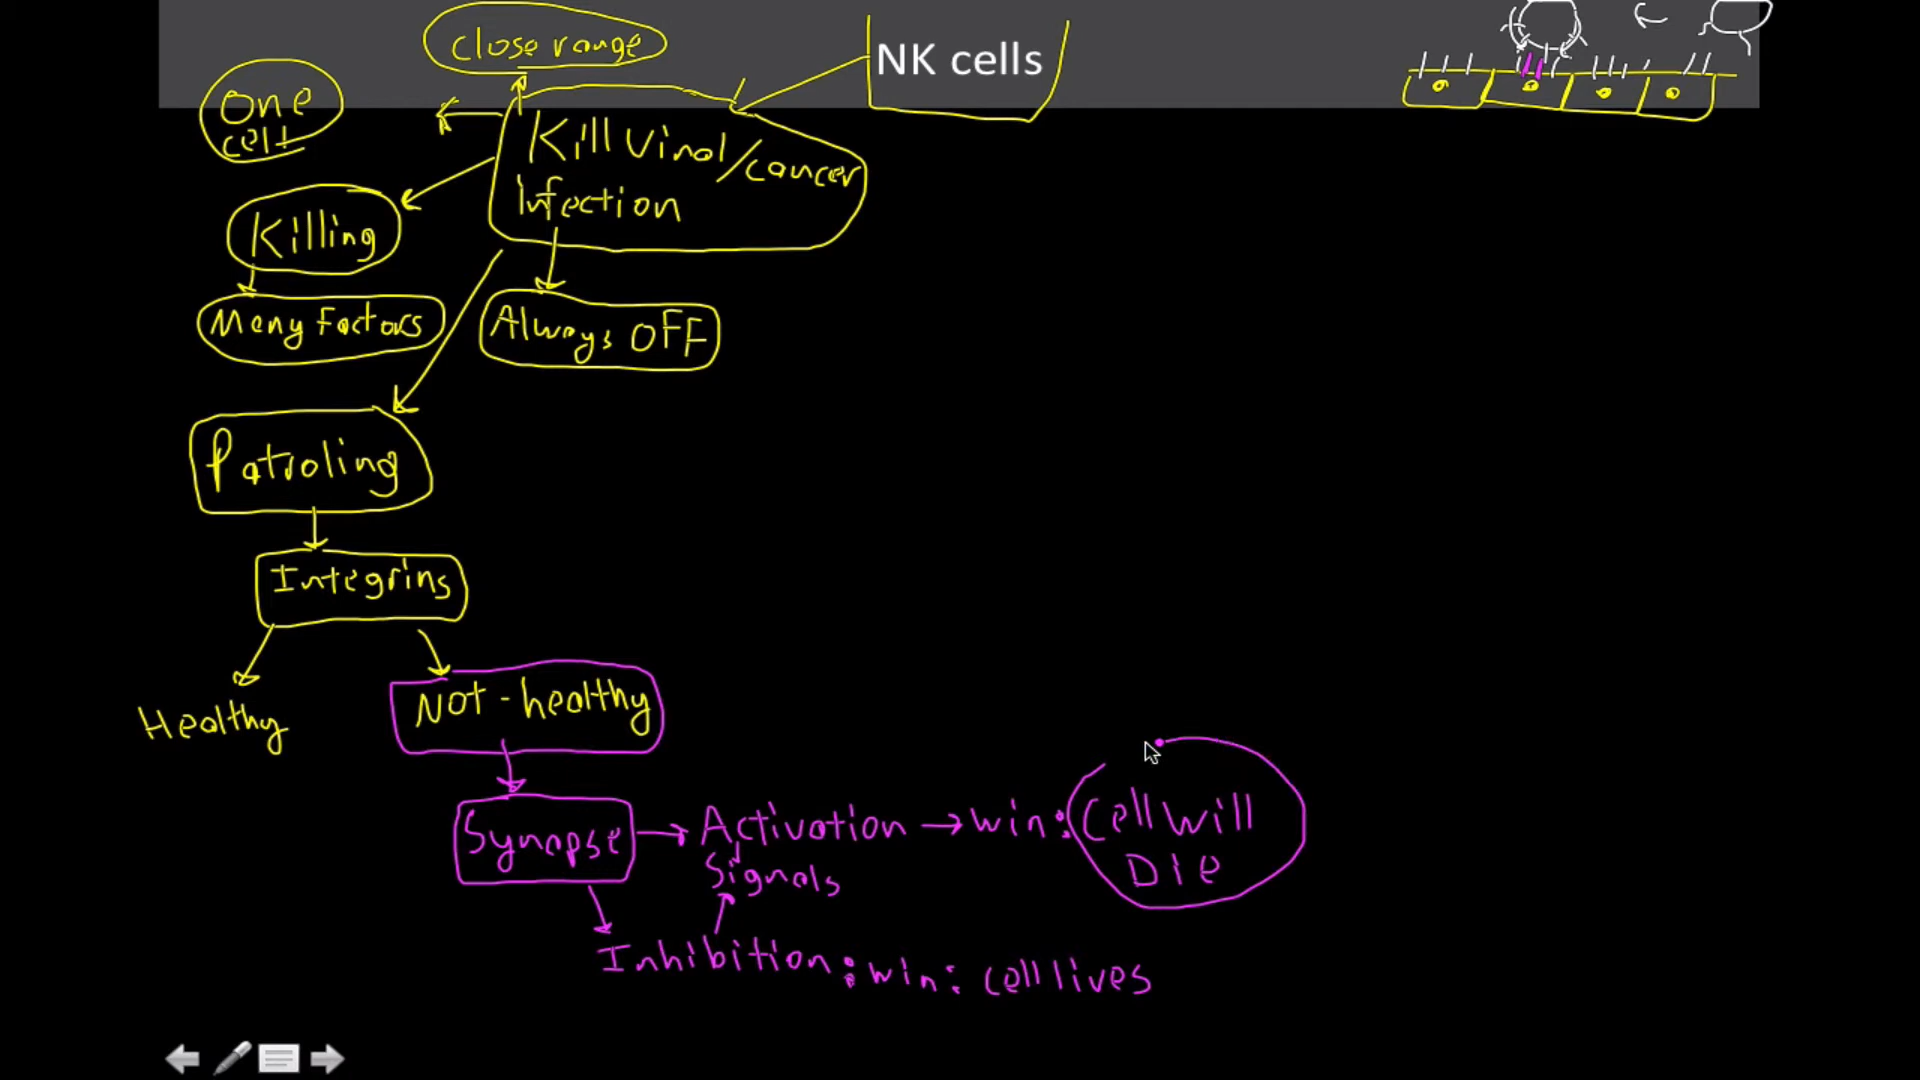 close range
NK cells
One
cell
Kill Viral/cancer
Infection
Killing
Many Factors
Always OFF
Patroling
Integrins
Healthy
NOT-healthy
Synapse
Activation
Signals
win:
Cell Will
Die
Inhibition: win: cell lives